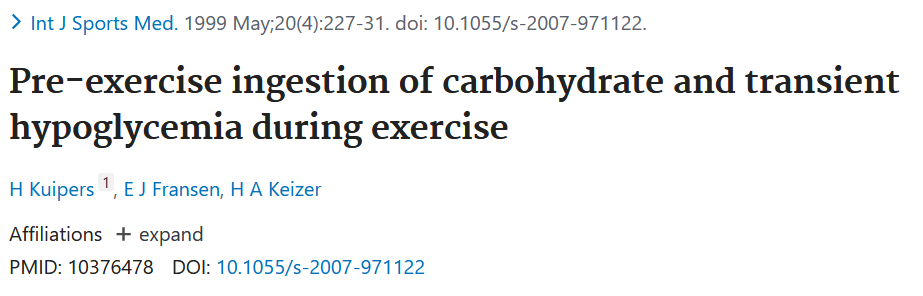 Int J Sports Med. 1999 May;20(4):227-31. doi: 10.1055/s-2007-971122.
Pre-exercise ingestion of carbohydrate and transient
hypoglycemia during exercise
H Kuipers 1, E J Fransen, H A Keizer
Affiliations + expand
PMID: 10376478 DOI: 10.1055/s-2007-971122